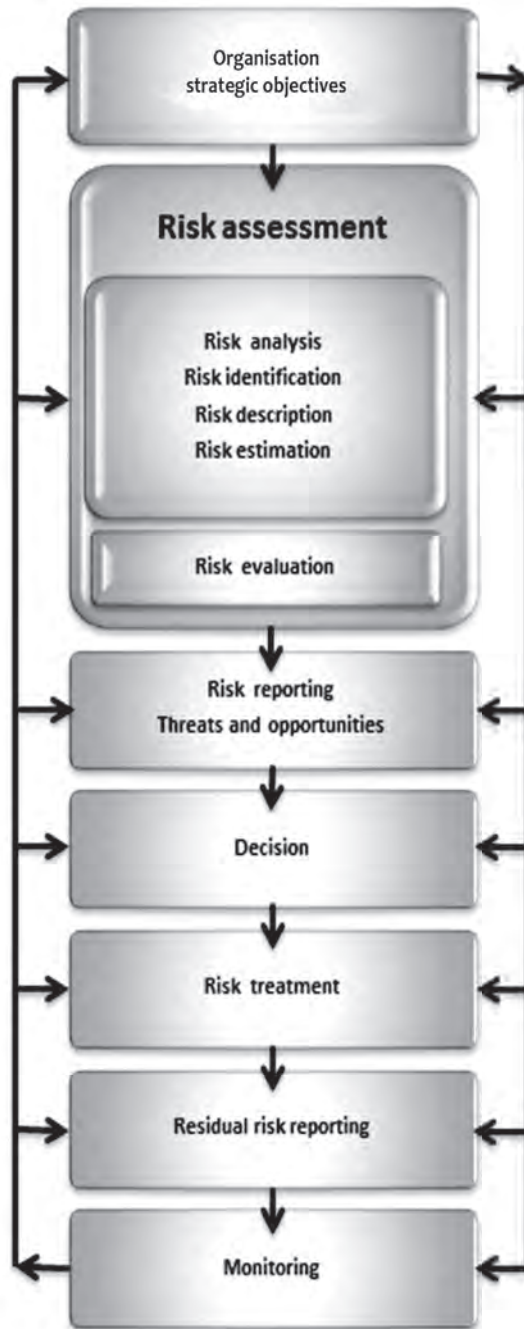 Organisation
strategic objectives
Risk assessment
Risk analysis
Risk identification
Risk description
Risk estimation
Risk evaluation
Risk reporting
Threats and opportunities
Decision
Risk treatment
Residual risk reporting
Monitoring